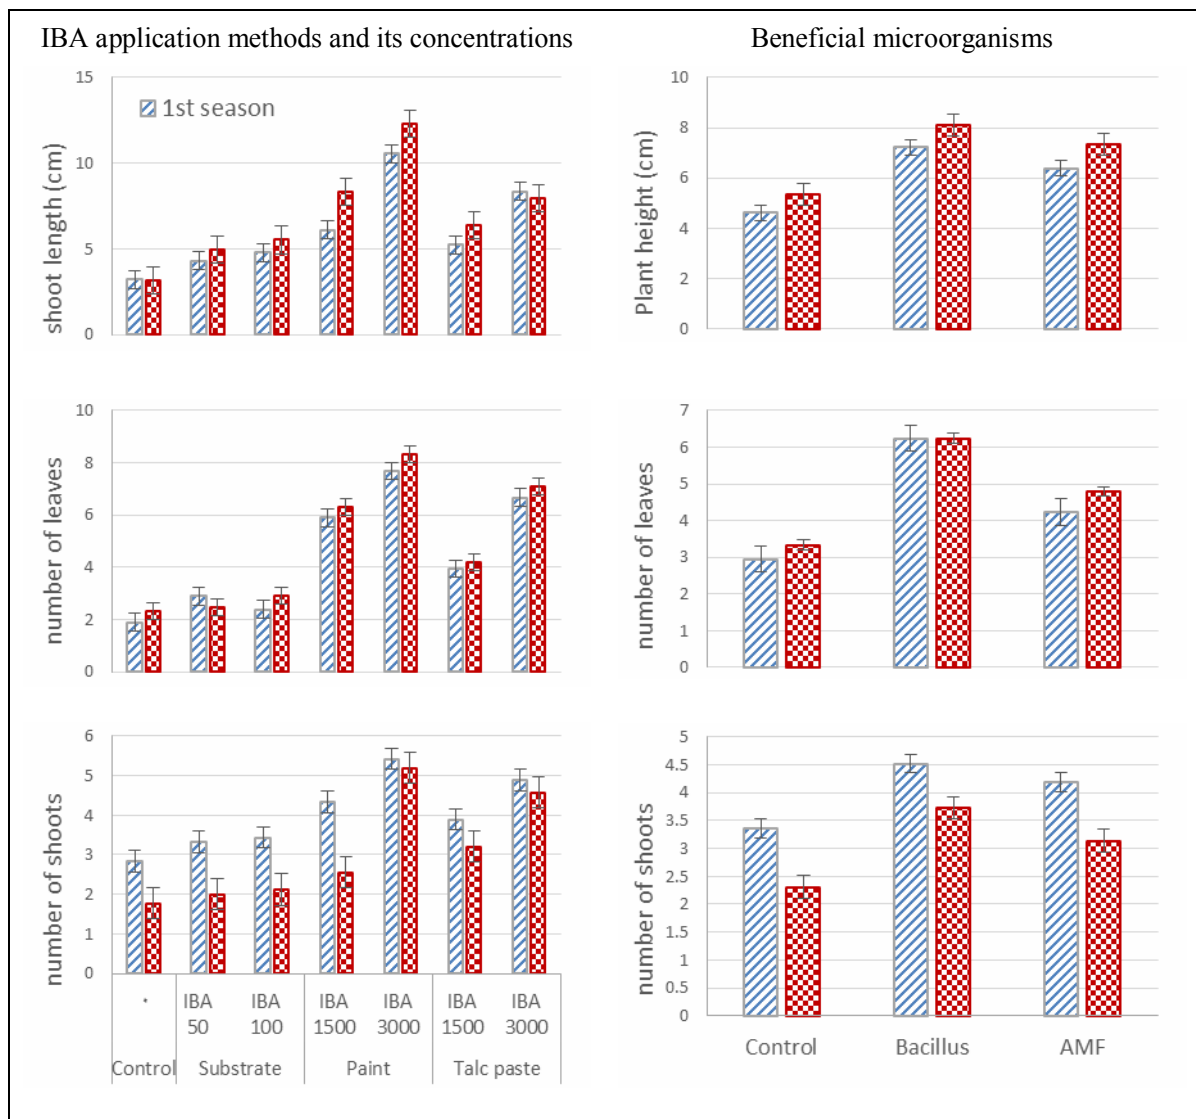 IBA application methods and its concentrations
Beneficial microorganisms
shoot length (cm)
15
10
5
0
1st season
Plant height (cm)
10
8
6
4
2
0
number of leaves
10
8
6
4
2
0
number of leaves
7
6
5
4
3
2
1
0
number of shoots
6
5
4
3
2
1
0
IBA 50
IBA 100
IBA 1500
IBA 3000
IBA 1500
IBA 3000
Control
Substrate
Paint
Talc paste
number of shoots
5
4.5
4
3.5
3
2.5
2
1.5
1
0.5
0
Control
Bacillus
AMF